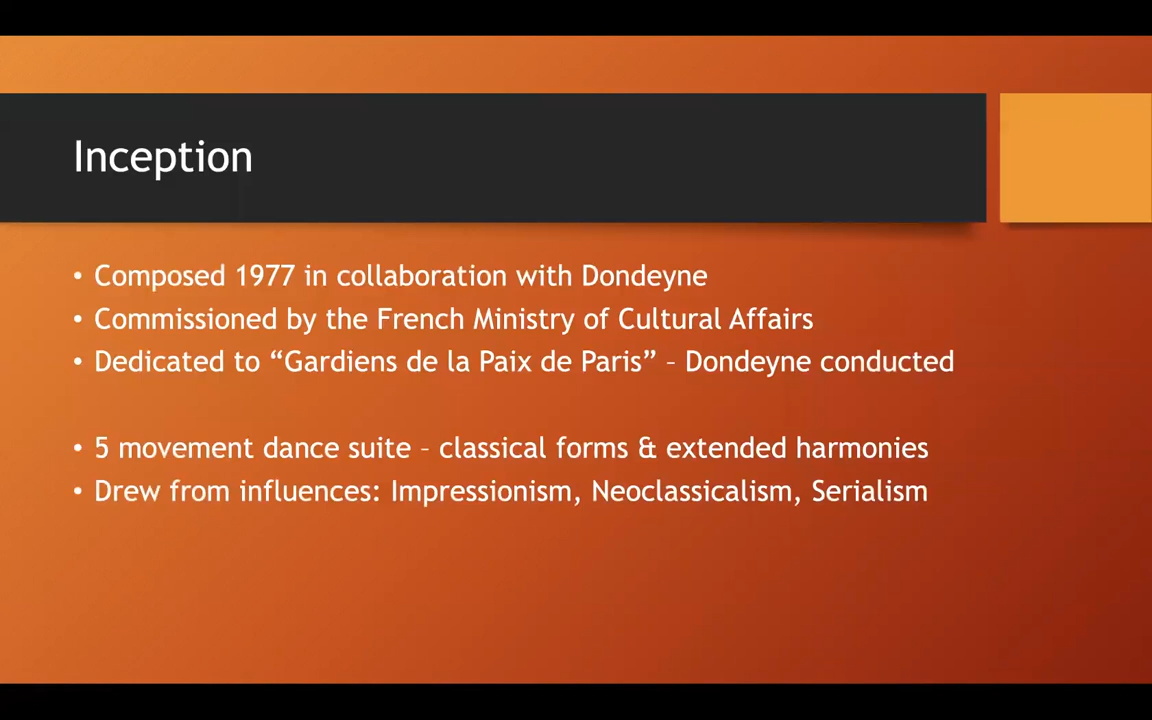 Inception
• Composed 1977 in collaboration with Dondeyne
• Commissioned by the French Ministry of Cultural Affairs
• Dedicated to “Gardiens de la Paix de Paris” – Dondeyne conducted
• 5 movement dance suite – classical forms & extended harmonies
• Drew from influences: Impressionism, Neoclassicalism, Serialism